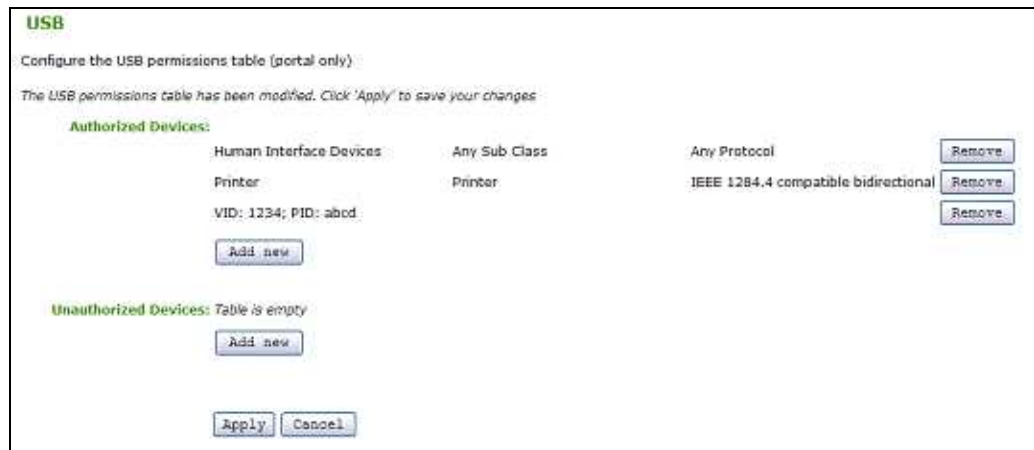 USB
Configure the USB permissions table (portal only)
The USB permissions table has been modified. Click 'Apply' to save your changes
Authorized Devices:
Human Interface Devices Any Sub Class Any Protocol Remove
Printer Printer IEEE 1284.4 compatible bidirectional Remove
VID: 1234; PID: abcd Remove
Add new
Unauthorized Devices: Table is empty
Add new
Apply Cancel